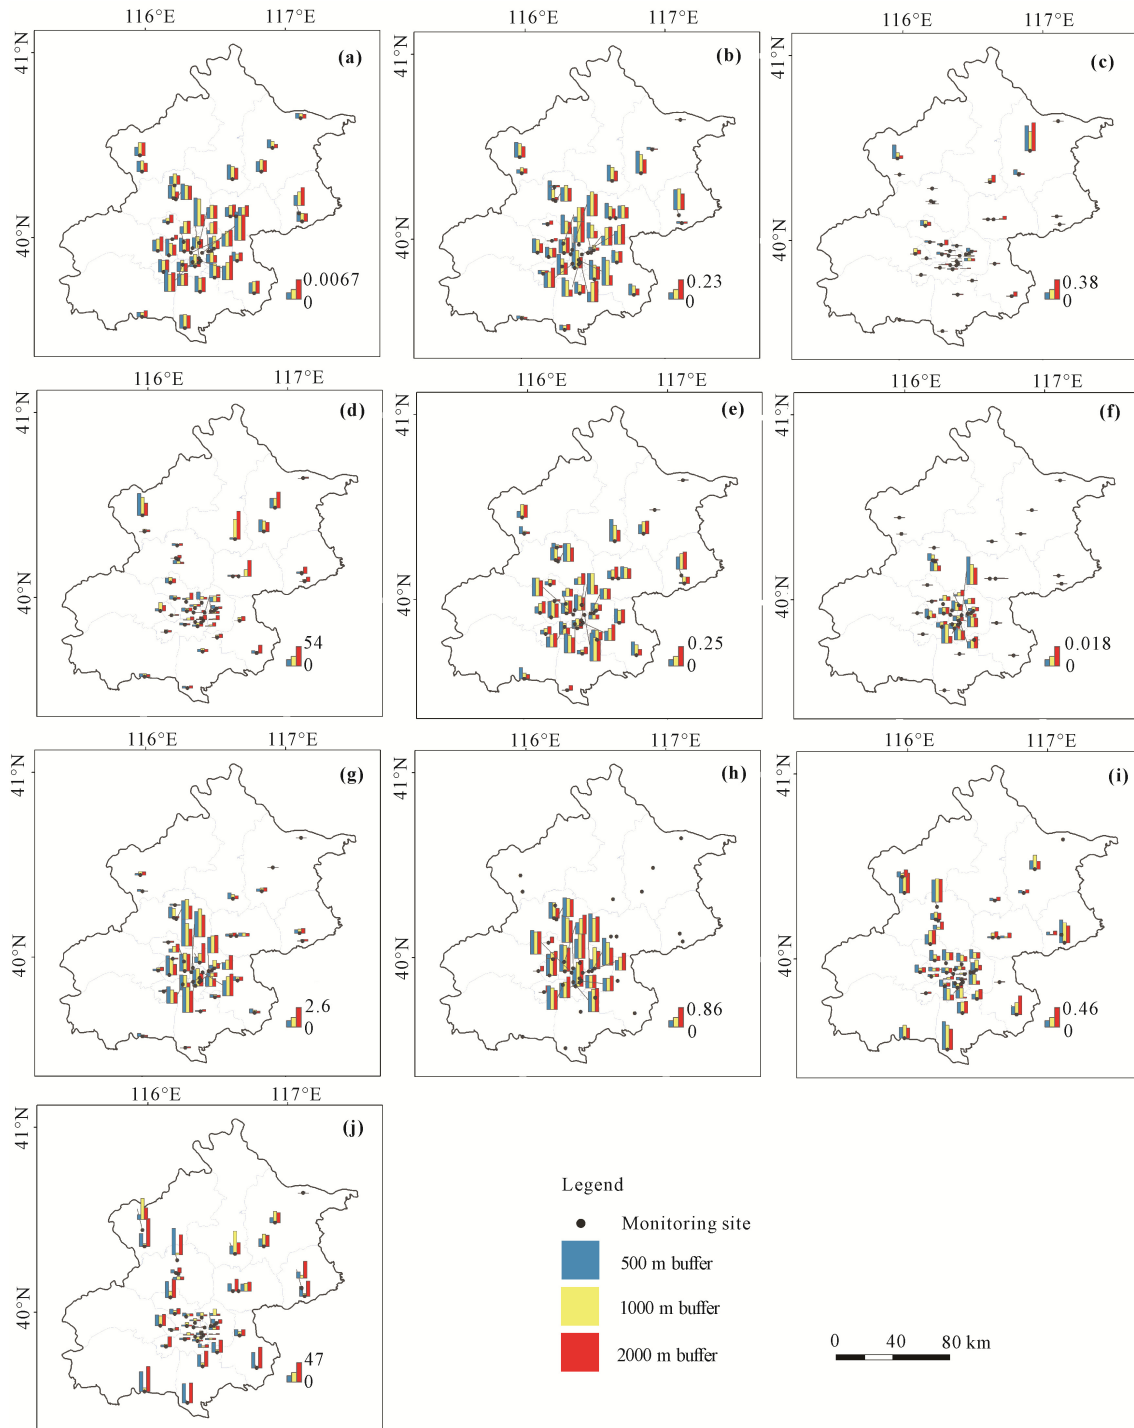 116°E 117°E 116°E 117°E 116°E 117°E
41°N (a) 41°N (b) 41°N (c)
40°N 40°N 40°N
0.0067 0.23 0.38
0 0 0
116°E 117°E 116°E 117°E 116°E 117°E
41°N (d) 41°N (e) 41°N (f)
40°N 40°N 40°N
54 0.25 0.018
0 0 0
116°E 117°E 116°E 117°E 116°E 117°E
41°N (g) 41°N (h) 41°N (i)
40°N 40°N 40°N
2.6 0.86 0.46
0 0 0
116°E 117°E
41°N (j)
40°N
47
0
Legend
Monitoring site
500 m buffer
1000 m buffer
2000 m buffer
0 40 80 km